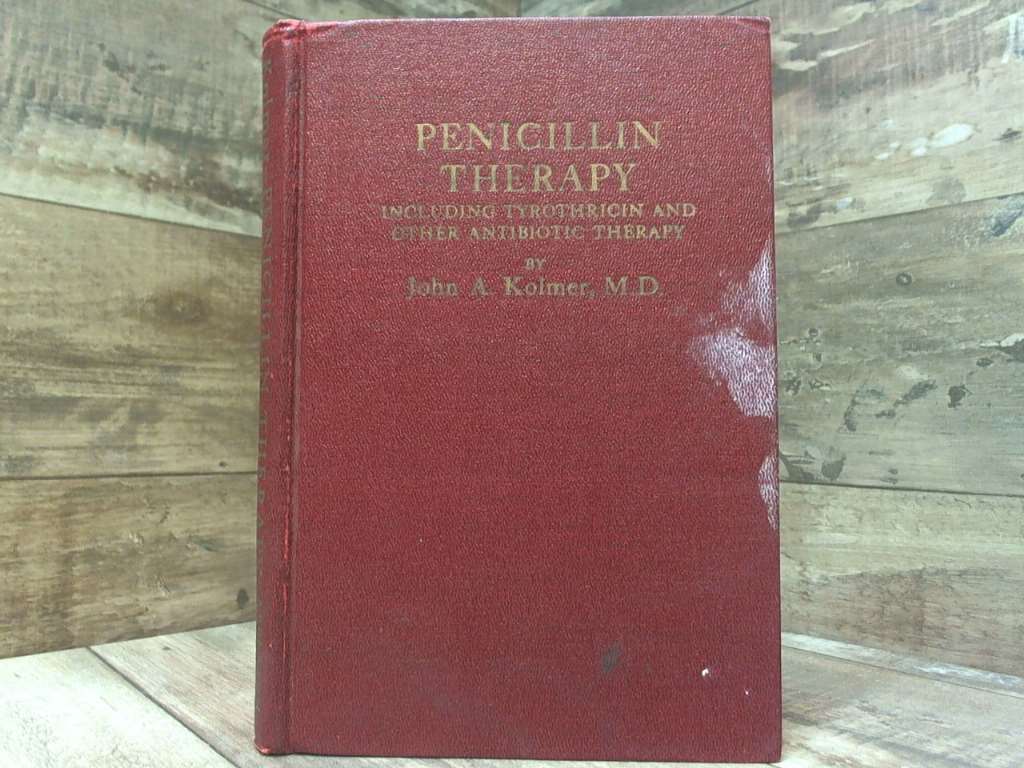 PENICILLIN
THERAPY
INCLUDING TYROTHRICIN AND
OTHER ANTIBIOTIC THERAPY
BY
John A. Kolmer, M.D.